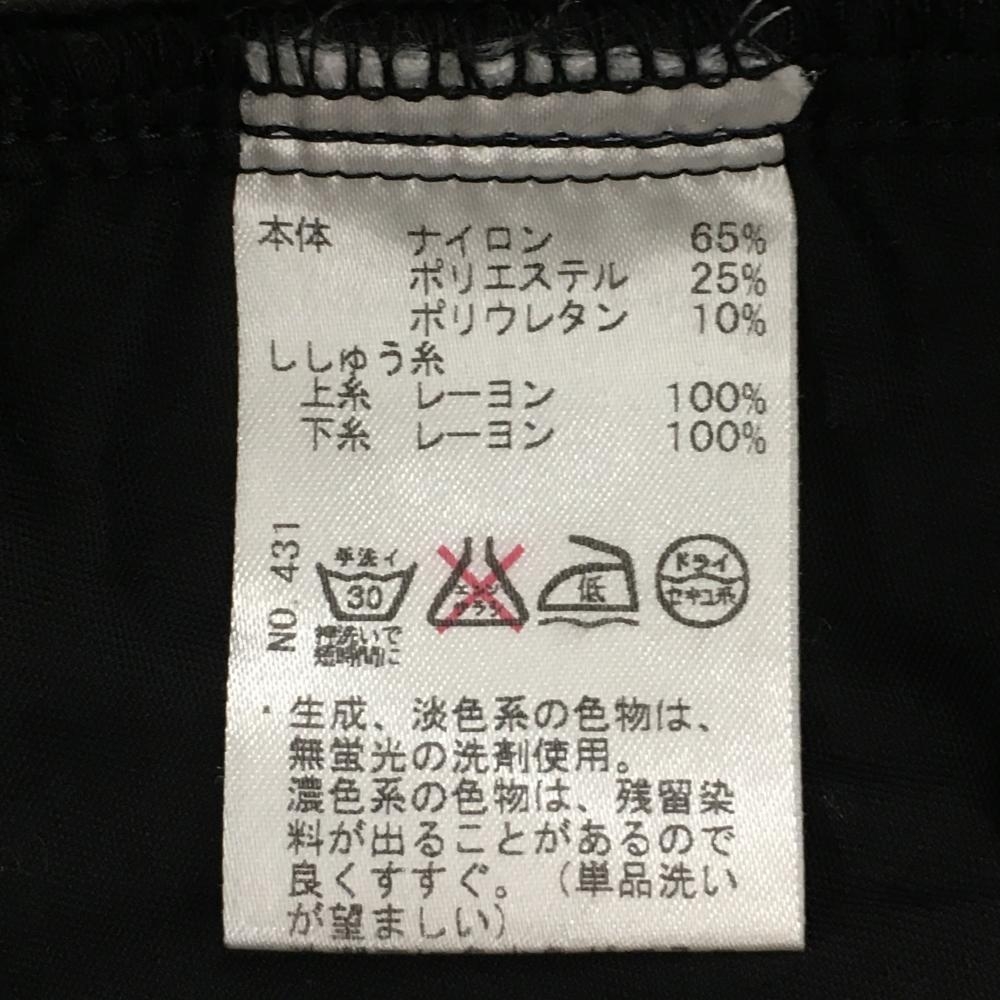 本体 ナイロン 65%
ポリエステル 25%
ポリウレタン 10%
ししゅう糸
上糸 レーヨン 100%
下糸 レーヨン 100%
NO.431
手洗イ
30
押洗いで
短時間に
エンソ
サラシ
低
ドライ
セキユ系
・生成、淡色系の色物は、
無蛍光の洗剤使用。
濃色系の色物は、残留染
料が出ることがあるので
良くすすぐ。（単品洗い
が望ましい）